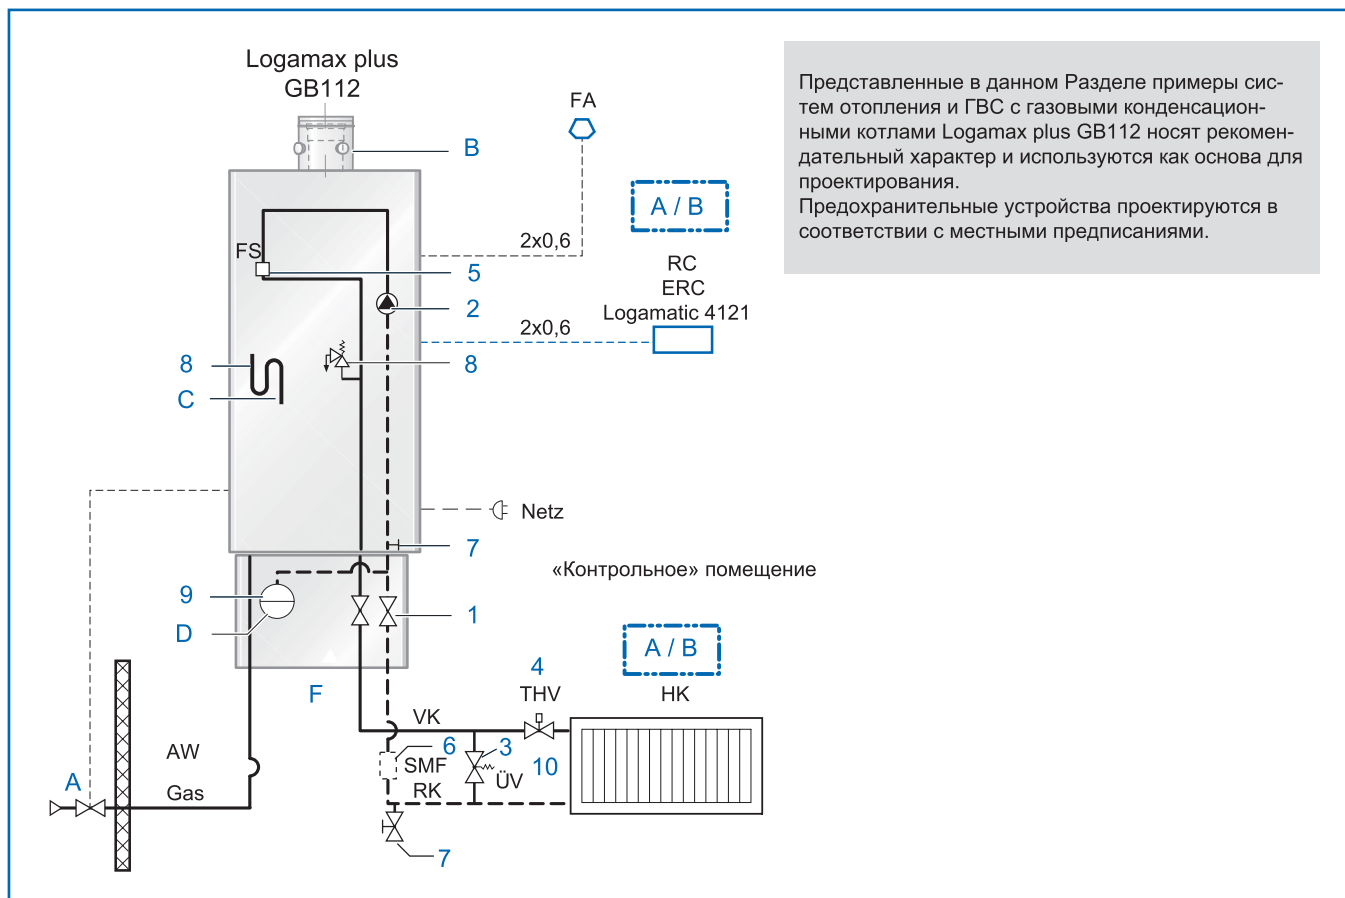 Logamax plus
GB112
Представленные в данном Разделе примеры сис-
тем отопления и ГВС с газовыми конденсацион-
ными котлами Logamax plus GB112 носят рекомен-
дательный характер и используются как основа для
проектирования.
Предохранительные устройства проектируются в
соответствии с местными предписаниями.
FA
B
A / B
FS
2x0,6
5
RC
ERC
Logamatic 4121
2
2x0,6
8
8
C
Netz
7
«Контрольное» помещение
9
D
1
A / B
F
4
THV
HK
VK
AW
6
3
SMF
10
A
ÜV
Gas
RK
7